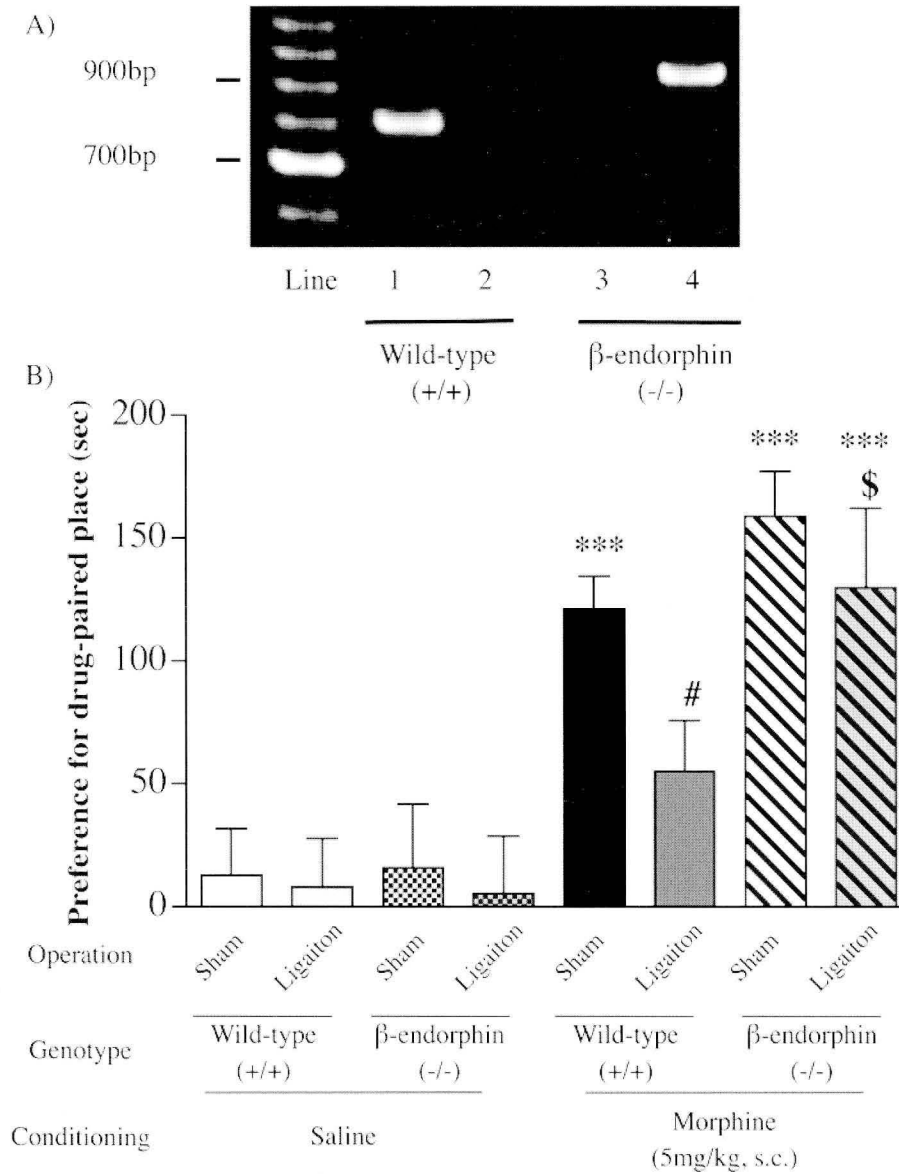 A)
900bp
700bp
Line 1 2 3 4
Wild-type β-endorphin
(+/+) (-/-)
B)
Preference for drug-paired place (sec)
200
150
100
50
0
***
#
***
***
$
Operation Sham Ligaiton Sham Ligaiton Sham Ligaiton Sham Ligaiton
Genotype Wild-type β-endorphin Wild-type β-endorphin
(+/+) (-/-) (+/+) (-/-)
Conditioning Saline Morphine
(5mg/kg, s.c.)